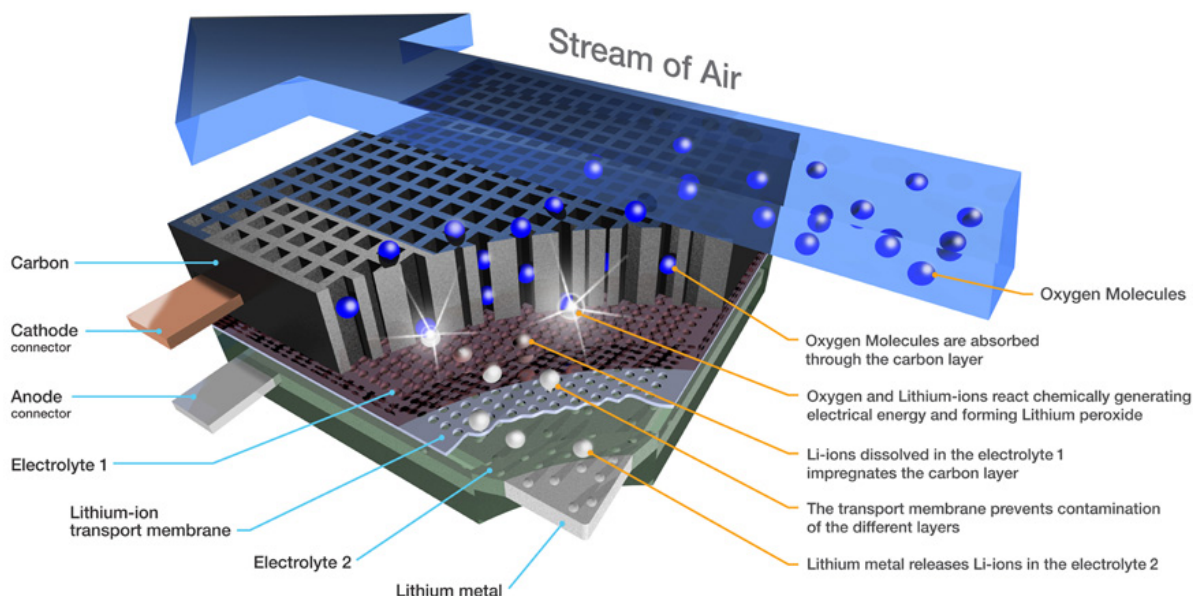 Stream of Air
Carbon
Cathode
connector
Anode
connector
Electrolyte 1
Lithium-ion
transport membrane
Electrolyte 2
Lithium metal
Oxygen Molecules
Oxygen Molecules are absorbed
through the carbon layer
Oxygen and Lithium-ions react chemically generating
electrical energy and forming Lithium peroxide
Li-ions dissolved in the electrolyte 1
impregnates the carbon layer
The transport membrane prevents contamination
of the different layers
Lithium metal releases Li-ions in the electrolyte 2